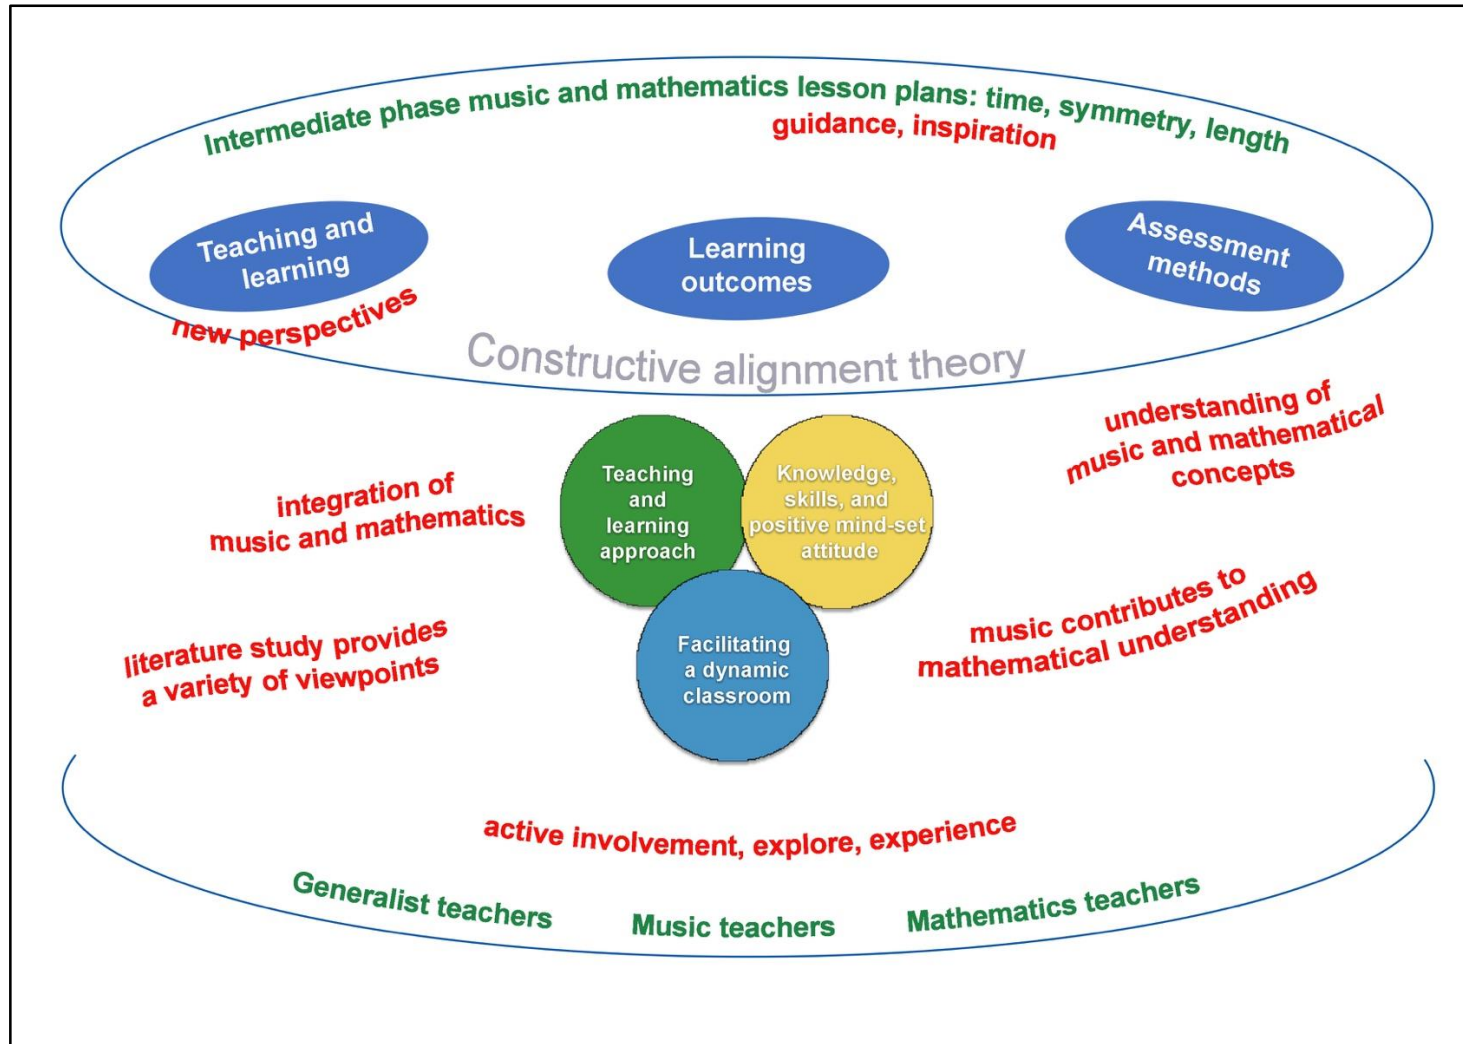 Intermediate phase music and mathematics lesson plans: time, symmetry, length
guidance, inspiration
Teaching and
learning
new perspectives
Learning
outcomes
Assessment
methods
Constructive alignment theory
integration of
music and mathematics
literature study provides
a variety of viewpoints
Teaching
and
learning
approach
Knowledge,
skills, and
positive mind-set
attitude
Facilitating
a dynamic
classroom
understanding of
music and mathematical
concepts
music contributes to
mathematical understanding
active involvement, explore, experience
Generalist teachers
Music teachers
Mathematics teachers